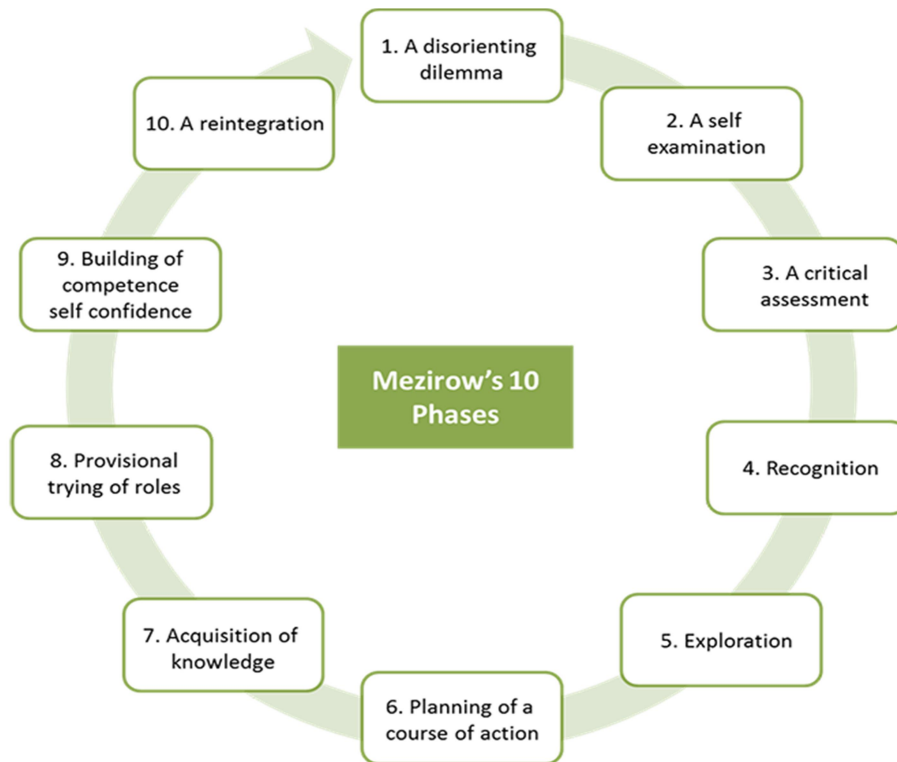 1. A disorienting
dilemma
2. A self
examination
3. A critical
assessment
4. Recognition
5. Exploration
6. Planning of a
course of action
7. Acquisition of
knowledge
8. Provisional
trying of roles
9. Building of
competence
self confidence
10. A reintegration
Mezirow's 10
Phases